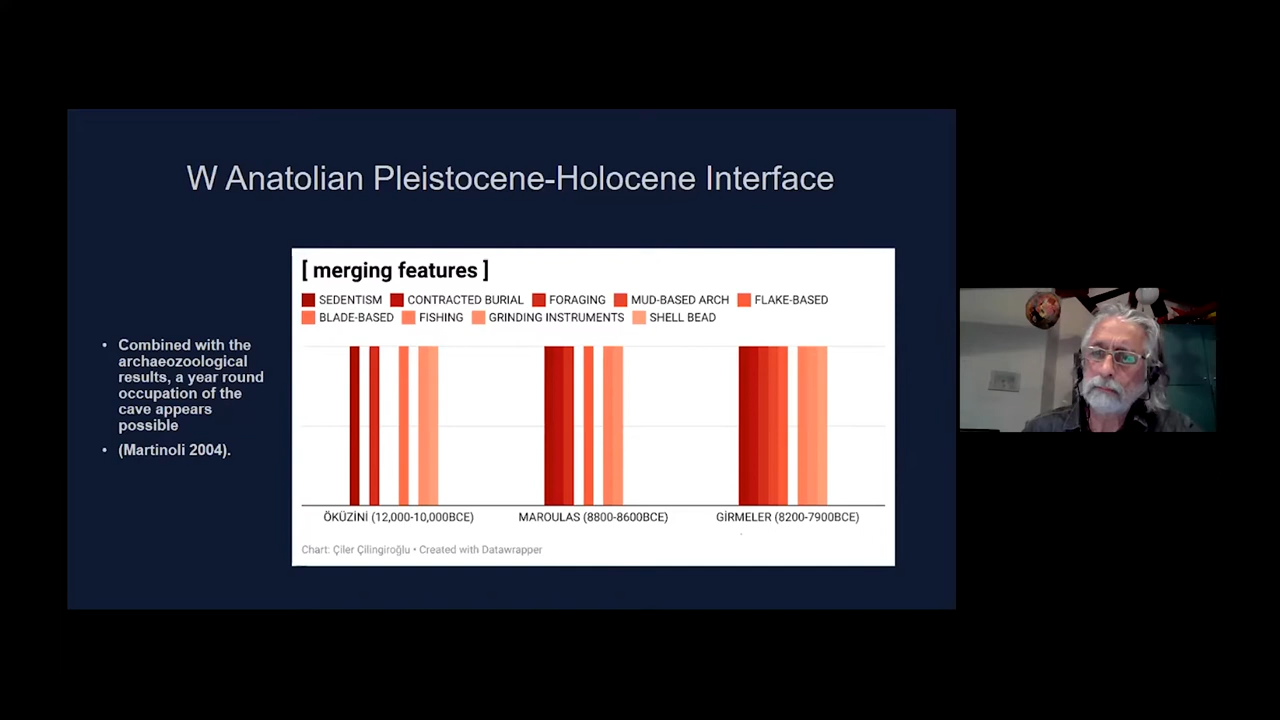 W Anatolian Pleistocene-Holocene Interface
[ merging features ]
SEDENTISM CONTRACTED BURIAL FORAGING MUD-BASED ARCH FLAKE-BASED
BLADE-BASED FISHING GRINDING INSTRUMENTS SHELL BEAD
• Combined with the
archaeozoological
results, a year round
occupation of the
cave appears
possible
• (Martinoli 2004).
ÖKÜZİNİ (12,000-10,000BCE) MAROULAS (8800-8600BCE) GİRMELER (8200-7900BCE)
Chart: Çiler Çilingiroğlu • Created with Datawrapper